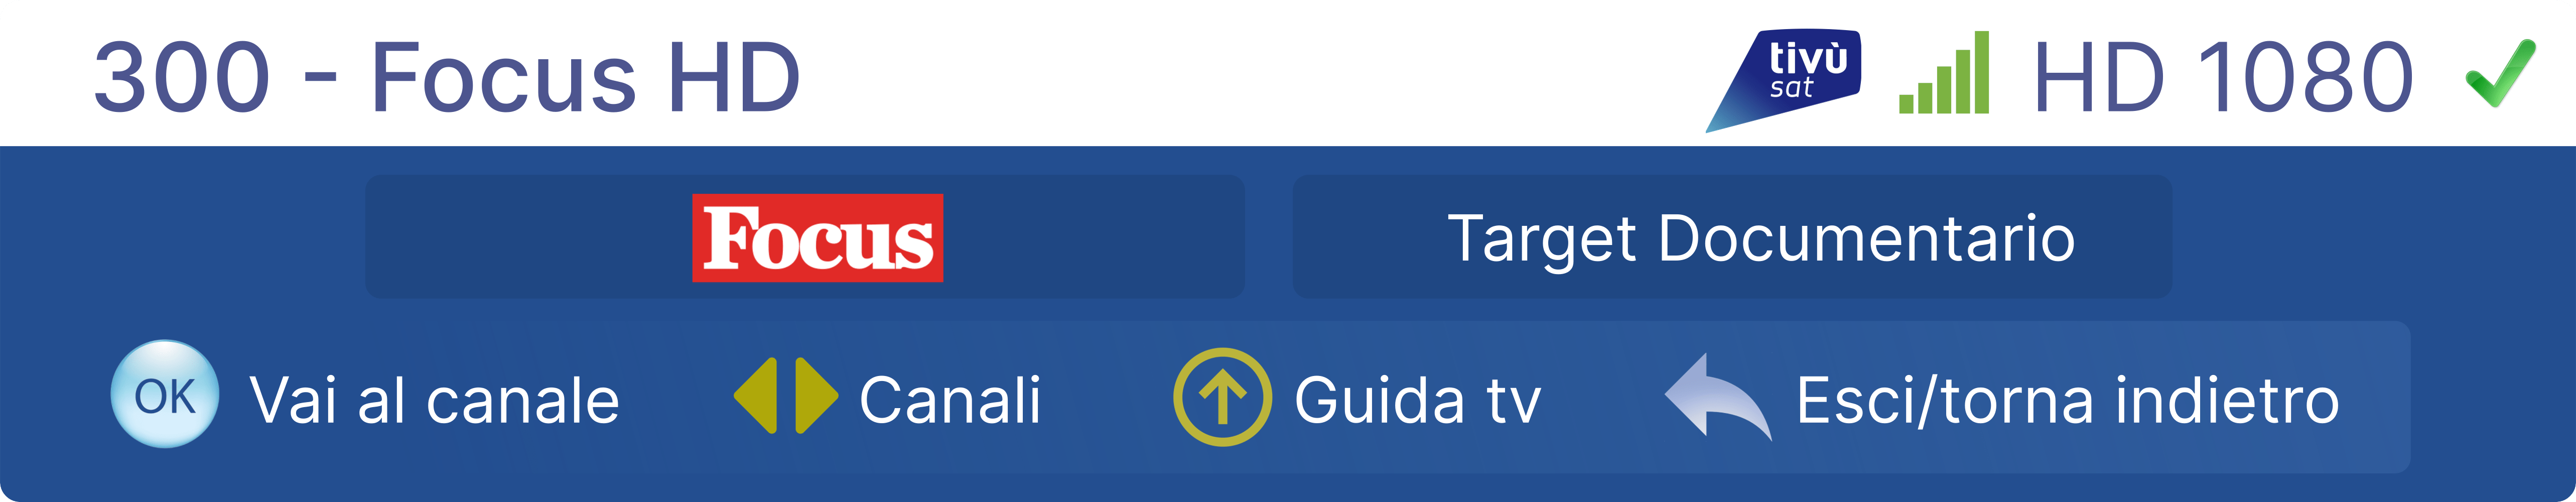 300 - Focus HD
tivù
sat
HD 1080
Focus
Target Documentario
OK Vai al canale
Canali
Guida tv
Esci/torna indietro